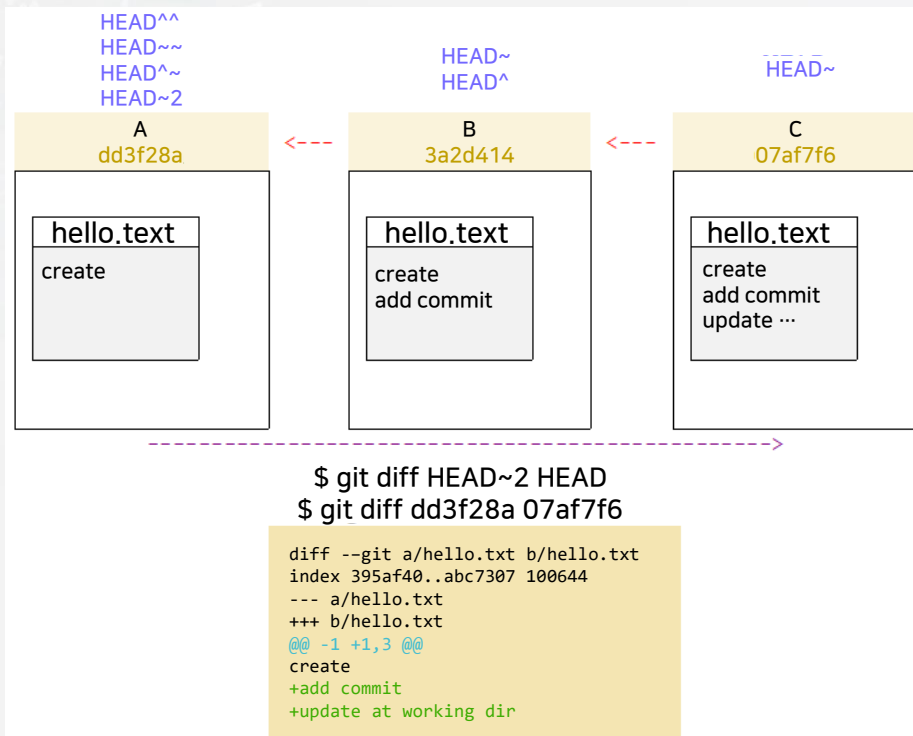 HEAD^^
HEAD~~
HEAD^~
HEAD~2
HEAD~
HEAD^
HEAD~
A
dd3f28a
<---
B
3a2d414
<---
C
07af7f6
hello.text
create
hello.text
create
add commit
hello.text
create
add commit
update ...
$ git diff HEAD~2 HEAD
$ git diff dd3f28a 07af7f6
diff --git a/hello.txt b/hello.txt
index 395af40..abc7307 100644
--- a/hello.txt
+++ b/hello.txt
@@ -1 +1,3 @@
create
+add commit
+update at working dir